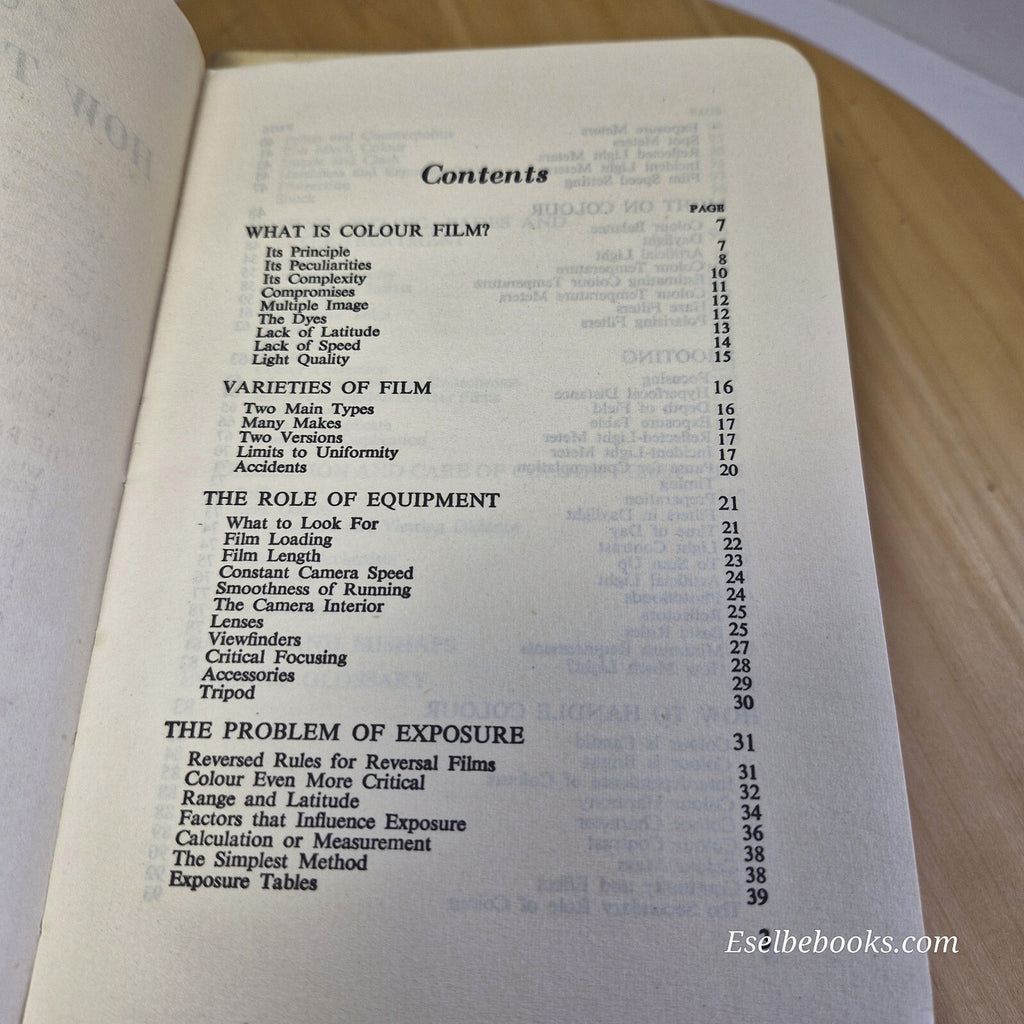 Contents
PAGE
WHAT IS COLOUR FILM? 7
Its Principle 7
Its Peculiarities 8
Its Complexity 10
Compromises 11
Multiple Image 12
The Dyes 12
Lack of Latitude 13
Lack of Speed 14
Light Quality 15
VARIETIES OF FILM 16
Two Main Types 16
Many Makes 17
Two Versions 17
Limits to Uniformity 17
Accidents 20
THE ROLE OF EQUIPMENT 21
What to Look For 21
Film Loading 22
Film Length 23
Constant Camera Speed 24
Smoothness of Running 24
The Camera Interior 25
Lenses 25
Viewfinders 27
Critical Focusing 28
Accessories 29
Tripod 30
THE PROBLEM OF EXPOSURE 31
Reversed Rules for Reversal Films 31
Colour Even More Critical 32
Range and Latitude 34
Factors that Influence Exposure 36
Calculation or Measurement 38
The Simplest Method 38
Exposure Tables 39
Eselbebooks.com